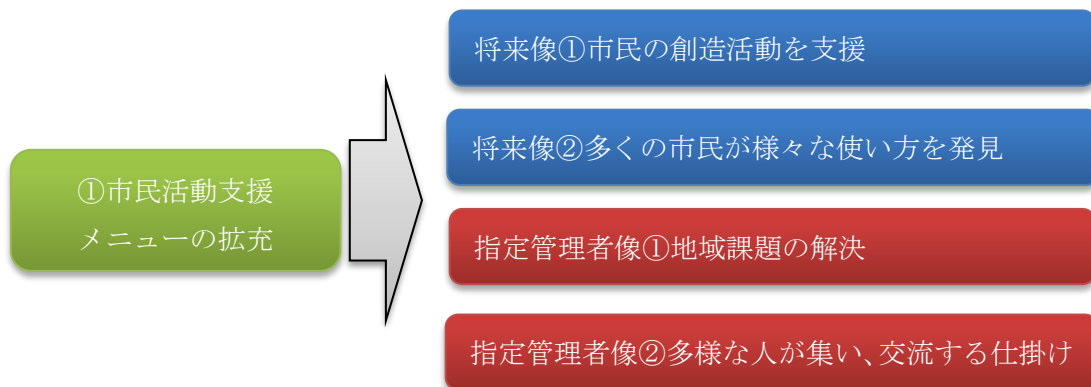 将来像①市民の創造活動を支援
将来像②多くの市民が様々な使い方を発見
①市民活動支援
メニューの拡充
指定管理者像①地域課題の解決
指定管理者像②多様な人が集い、交流する仕掛け